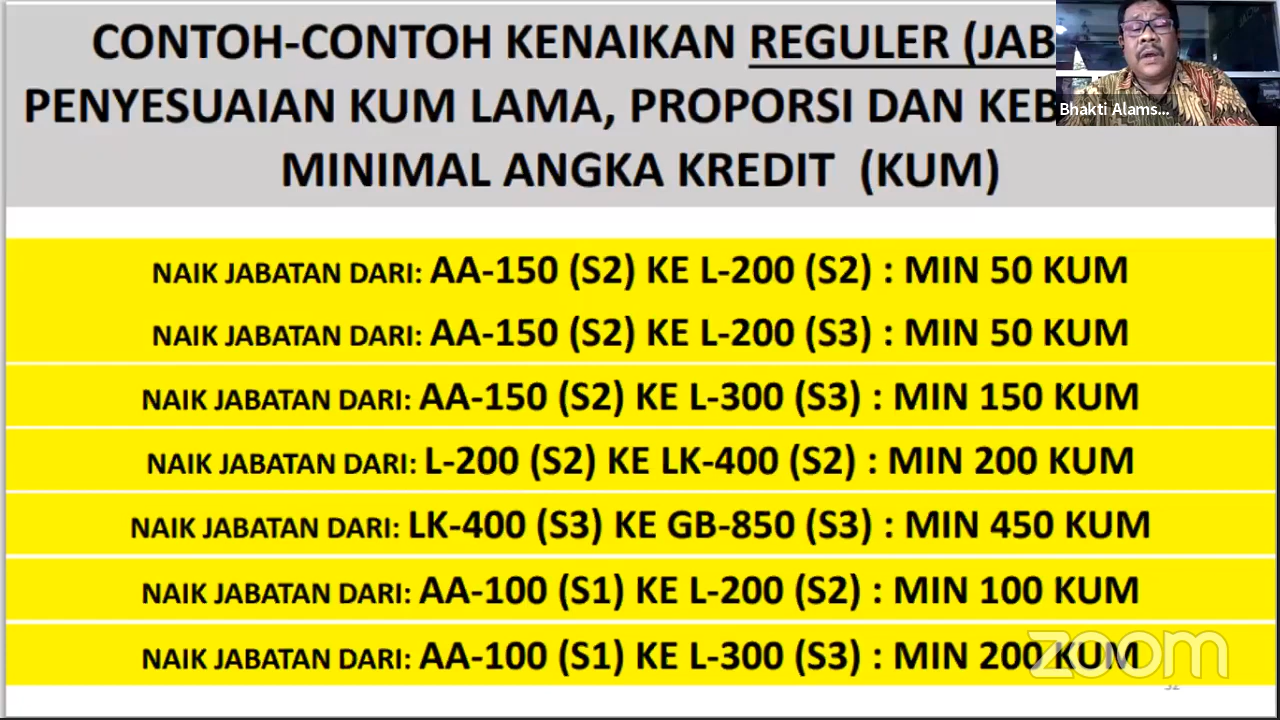 CONTOH-CONTOH KENAIKAN REGULER (JAB
PENYESUAIAN KUM LAMA, PROPORSI DAN KEB
MINIMAL ANGKA KREDIT (KUM)
Bhakti Alams...
NAIK JABATAN DARI: AA-150 (S2) KE L-200 (S2) : MIN 50 KUM
NAIK JABATAN DARI: AA-150 (S2) KE L-200 (S3) : MIN 50 KUM
NAIK JABATAN DARI: AA-150 (S2) KE L-300 (S3) : MIN 150 KUM
NAIK JABATAN DARI: L-200 (S2) KE LK-400 (S2) : MIN 200 KUM
NAIK JABATAN DARI: LK-400 (S3) KE GB-850 (S3) : MIN 450 KUM
NAIK JABATAN DARI: AA-100 (S1) KE L-200 (S2) : MIN 100 KUM
NAIK JABATAN DARI: AA-100 (S1) KE L-300 (S3) : MIN 200 KUM
zoom